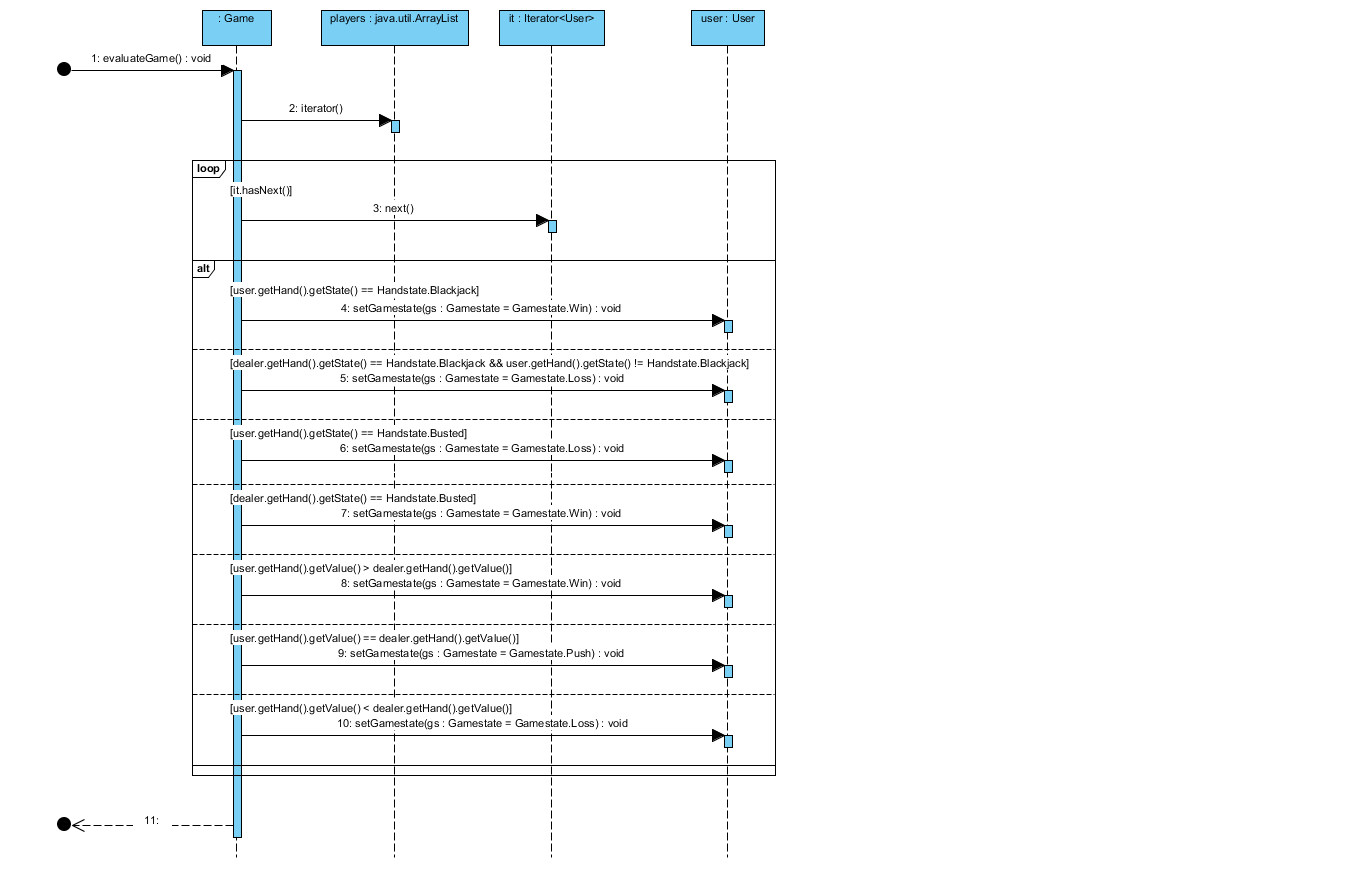 : Game
players : java.util.ArrayList
it : Iterator<User>
user : User
1: evaluateGame() : void
2: iterator()
loop
[it.hasNext()]
3: next()
alt
[user.getHand().getState() == Handstate.Blackjack]
4: setGamestate(gs : Gamestate = Gamestate.Win) : void
[dealer.getHand().getState() == Handstate.Blackjack && user.getHand().getState() != Handstate.Blackjack]
5: setGamestate(gs : Gamestate = Gamestate.Loss) : void
[user.getHand().getState() == Handstate.Busted]
6: setGamestate(gs : Gamestate = Gamestate.Loss) : void
[dealer.getHand().getState() == Handstate.Busted]
7: setGamestate(gs : Gamestate = Gamestate.Win) : void
[user.getHand().getValue() > dealer.getHand().getValue()]
8: setGamestate(gs : Gamestate = Gamestate.Win) : void
[user.getHand().getValue() == dealer.getHand().getValue()]
9: setGamestate(gs : Gamestate = Gamestate.Push) : void
[user.getHand().getValue() < dealer.getHand().getValue()]
10: setGamestate(gs : Gamestate = Gamestate.Loss) : void
11: